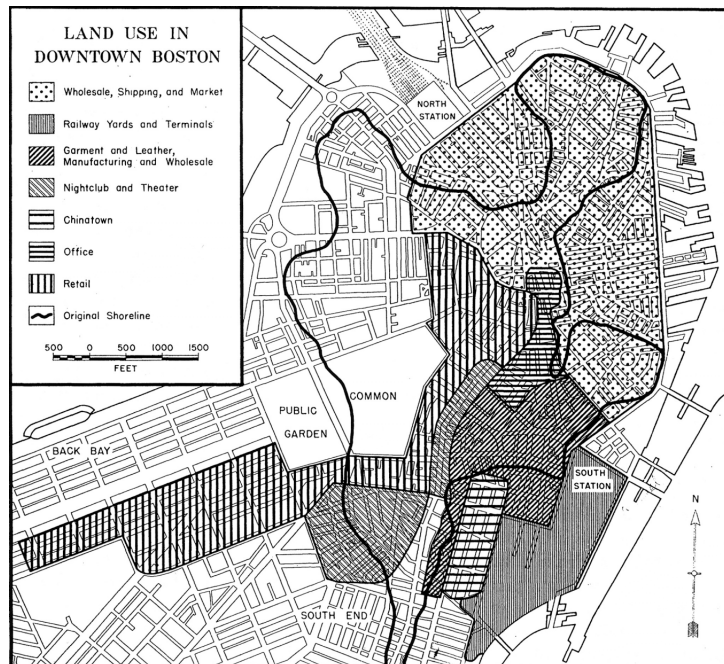 LAND USE IN
DOWNTOWN BOSTON
Wholesale, Shipping, and Market
Railway Yards and Terminals
Garment and Leather,
Manufacturing and Wholesale
Nightclub and Theater
Chinatown
Office
Retail
Original Shoreline
500 0 500 1000 1500
FEET
NORTH
STATION
COMMON
PUBLIC
GARDEN
BACK BAY
SOUTH
STATION
N
SOUTH END